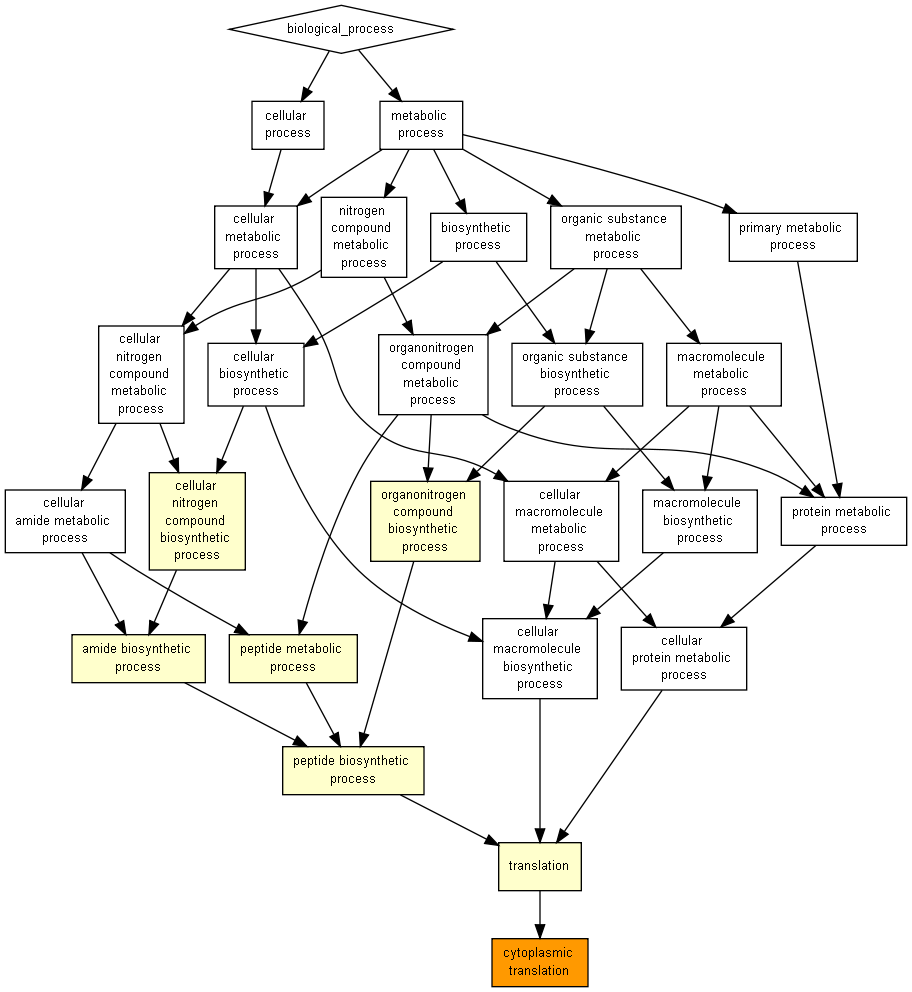 biological_process
cellular
process
metabolic
process
cellular
metabolic
process
nitrogen
compound
metabolic
process
biosynthetic
process
organic substance
metabolic
process
primary metabolic
process
cellular
nitrogen
compound
metabolic
process
cellular
biosynthetic
process
organonitrogen
compound
metabolic
process
organic substance
biosynthetic
process
macromolecule
metabolic
process
cellular
amide metabolic
process
cellular
nitrogen
compound
biosynthetic
process
organonitrogen
compound
biosynthetic
process
cellular
macromolecule
metabolic
process
macromolecule
biosynthetic
process
protein metabolic
process
amide biosynthetic
process
peptide metabolic
process
cellular
macromolecule
biosynthetic
process
cellular
protein metabolic
process
peptide biosynthetic
process
translation
cytoplasmic
translation